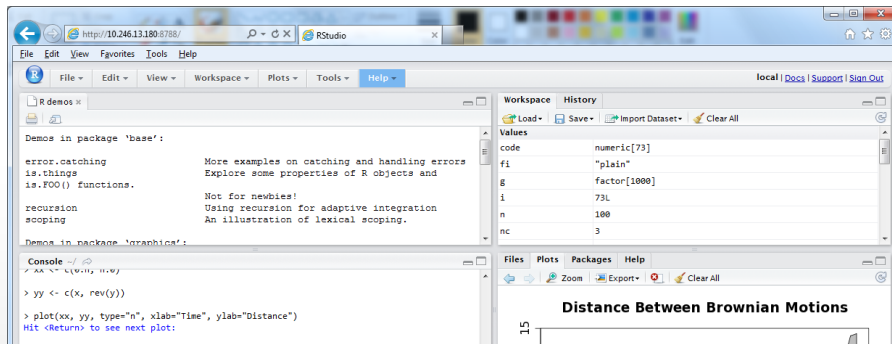 http://10.246.13.180:8788/
RStudio
File Edit View Favorites Tools Help
R File Edit View Workspace Plots Tools Help
local | Docs | Support | Sign Out
R demos
Demos in package 'base':
error.catching More examples on catching and handling errors
is.things Explore some properties of R objects and
is.FOO() functions.
Not for newbies!
recursion Using recursion for adaptive integration
scoping An illustration of lexical scoping.
Demos in package 'graphics':
Console ~/
> xx <- c(0:n, n:0)
> yy <- c(x, rev(y))
> plot(xx, yy, type="n", xlab="Time", ylab="Distance")
Hit <Return> to see next plot:
Workspace History
Load Save Import Dataset Clear All
Values
code numeric[73]
fi "plain"
g factor[1000]
i 73L
n 100
nc 3
Files Plots Packages Help
Zoom Export Clear All
Distance Between Brownian Motions
15